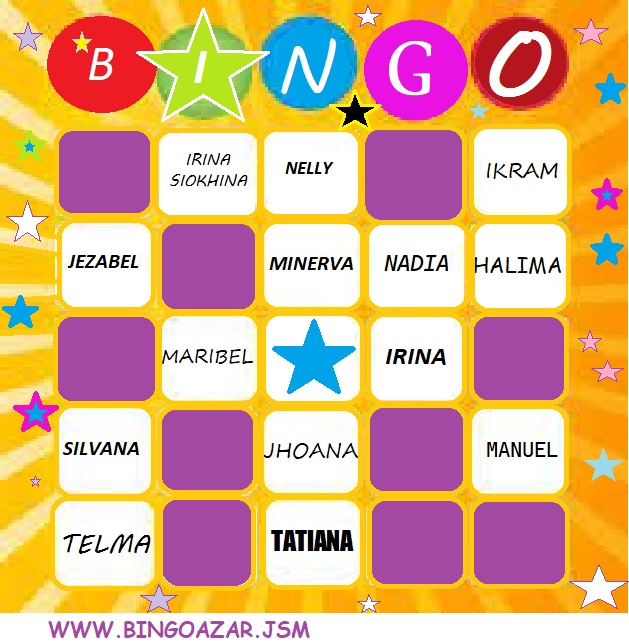 B I N G O
IRINA
SIOKHINA
NELLY
IKRAM
JEZABEL
MINERVA
NADIA
HALIMA
MARIBEL
IRINA
SILVANA
JHOANA
MANUEL
TELMA
TATIANA
WWW.BINGOAZAR.JSM